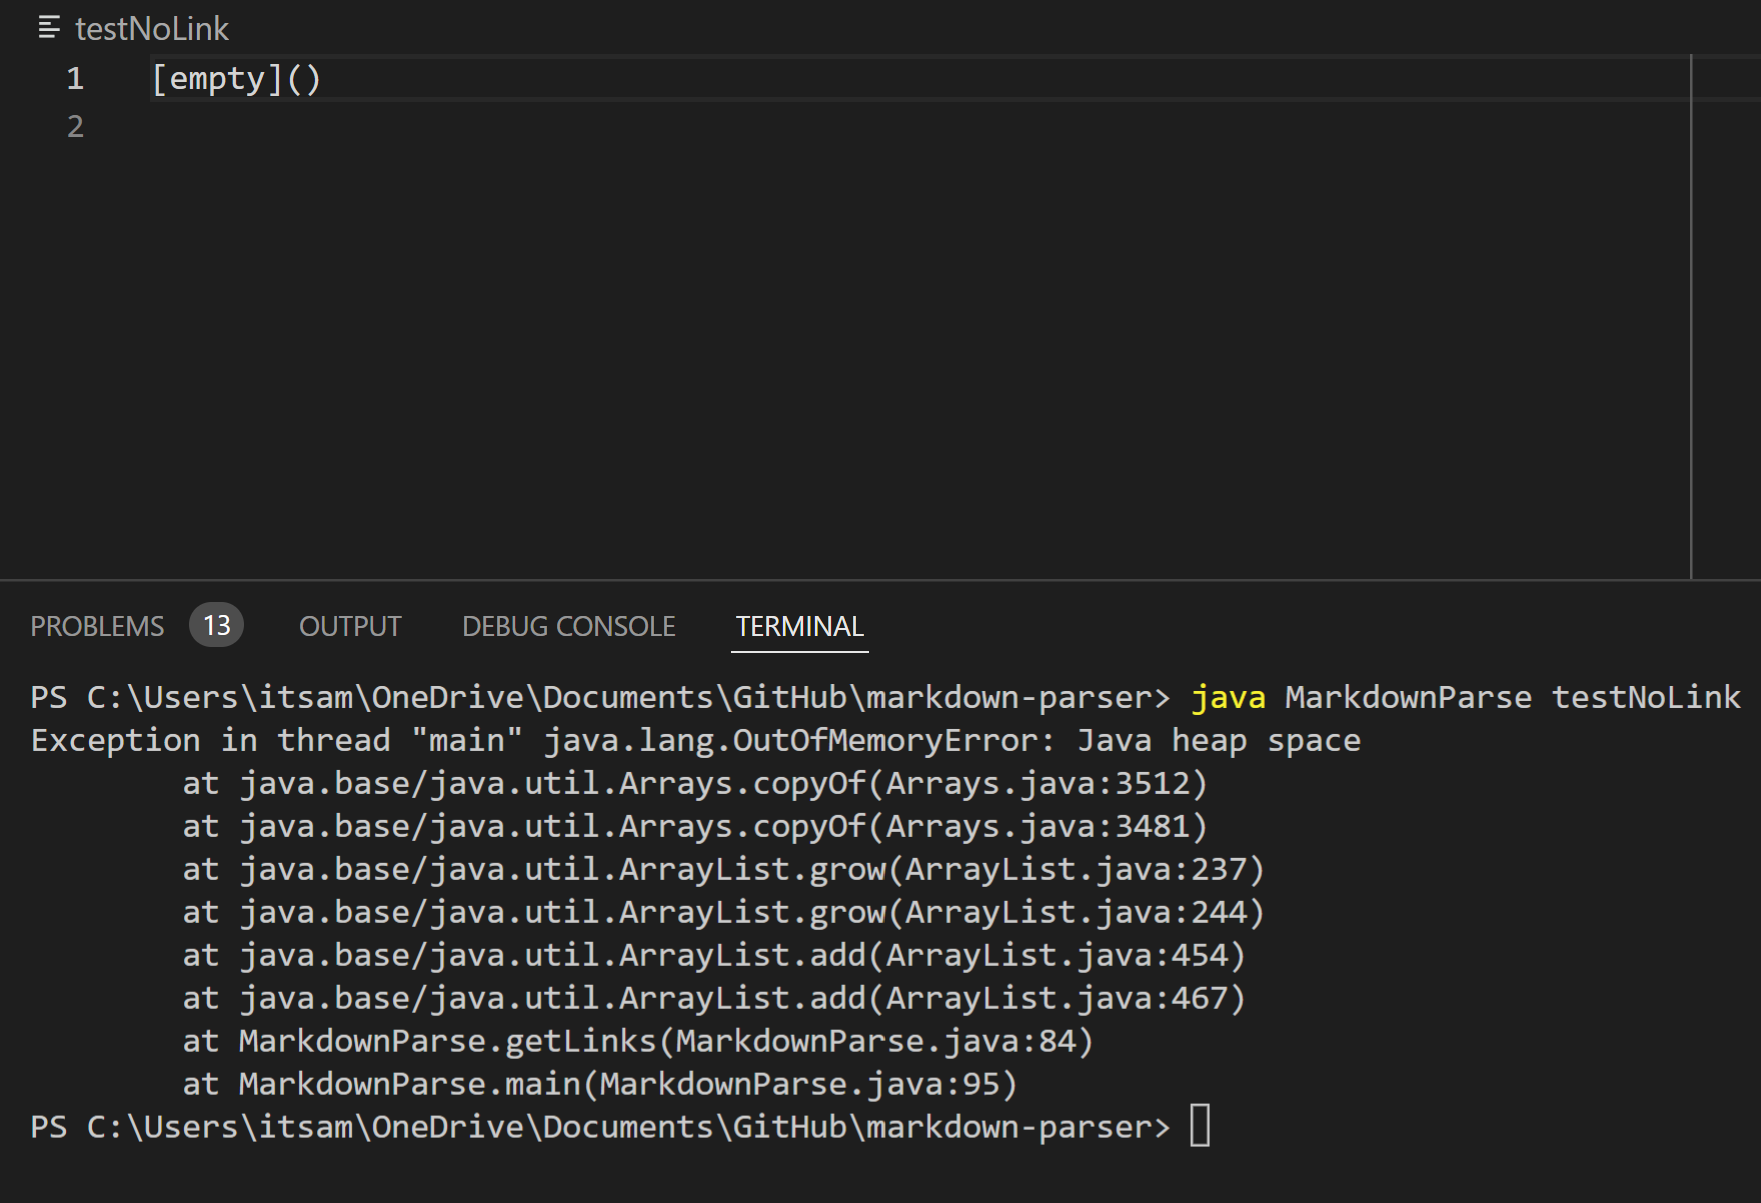 testNoLink
1 [empty]()
2
PROBLEMS 13 OUTPUT DEBUG CONSOLE TERMINAL
PS C:\Users\itsam\OneDrive\Documents\GitHub\markdown-parser> java MarkdownParse testNoLink
Exception in thread "main" java.lang.OutOfMemoryError: Java heap space
        at java.base/java.util.Arrays.copyOf(Arrays.java:3512)
        at java.base/java.util.Arrays.copyOf(Arrays.java:3481)
        at java.base/java.util.ArrayList.grow(ArrayList.java:237)
        at java.base/java.util.ArrayList.grow(ArrayList.java:244)
        at java.base/java.util.ArrayList.add(ArrayList.java:454)
        at java.base/java.util.ArrayList.add(ArrayList.java:467)
        at MarkdownParse.getLinks(MarkdownParse.java:84)
        at MarkdownParse.main(MarkdownParse.java:95)
PS C:\Users\itsam\OneDrive\Documents\GitHub\markdown-parser>